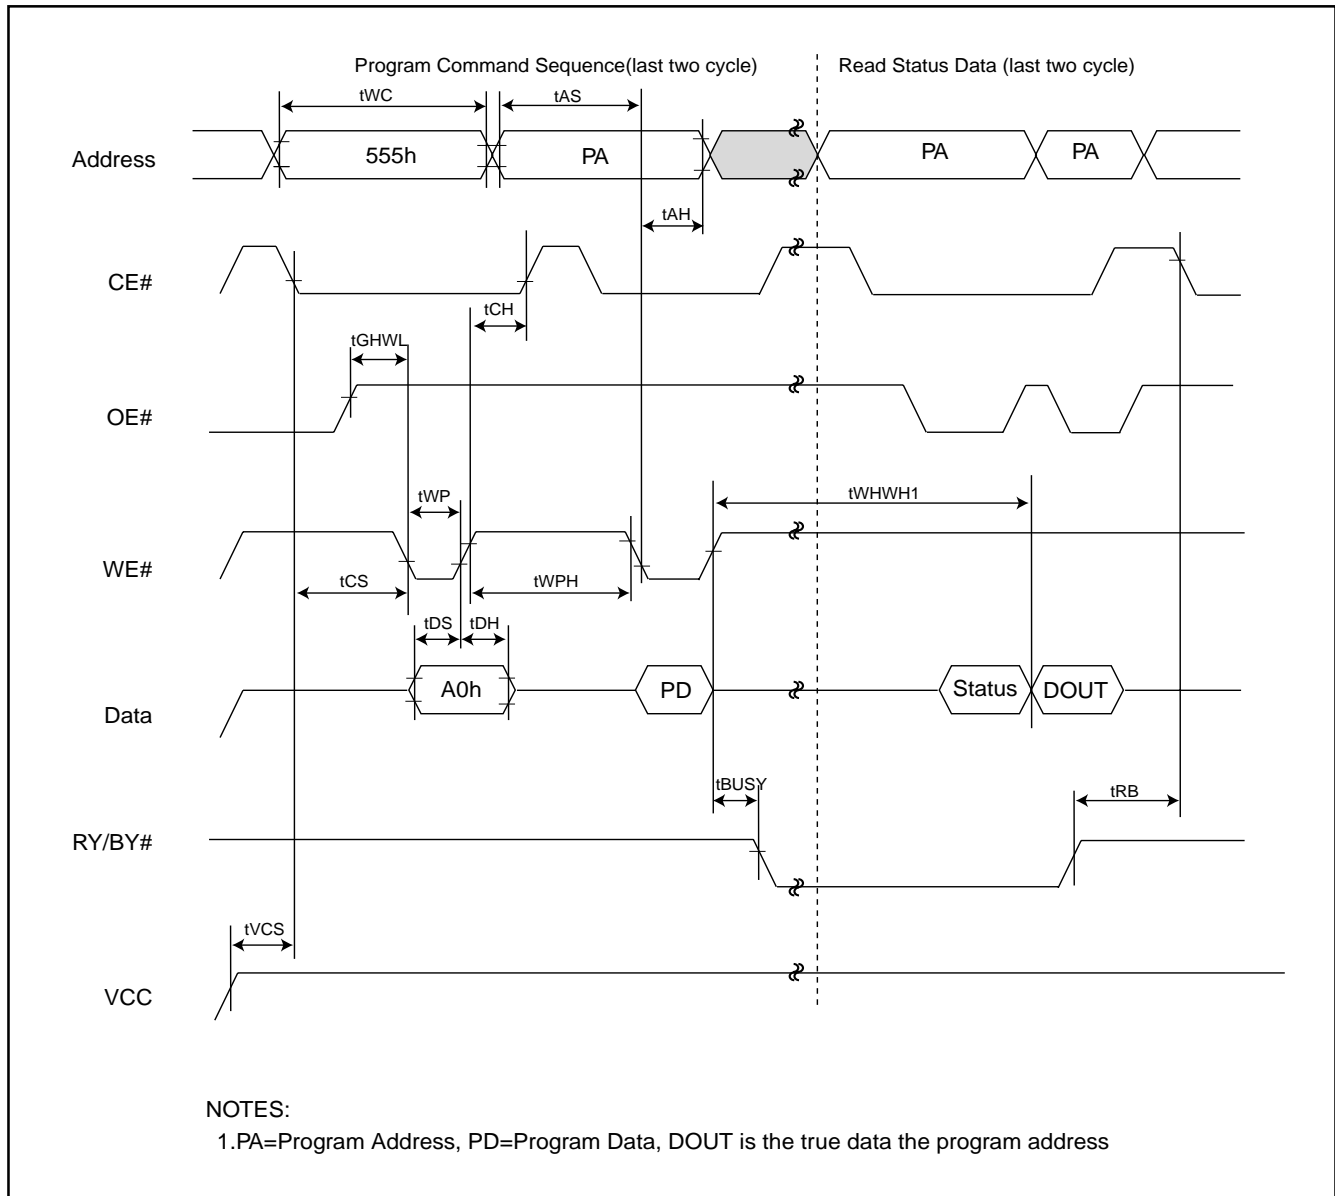 Program Command Sequence(last two cycle)
Read Status Data (last two cycle)
tWC
tAS
Address
555h
PA
PA
PA
tAH
CE#
tCH
tGHWL
OE#
tWP
tWHWH1
WE#
tCS
tWPH
tDS
tDH
A0h
PD
Status
DOUT
Data
tBUSY
tRB
RY/BY#
tVCS
VCC
NOTES:
1.PA=Program Address, PD=Program Data, DOUT is the true data the program address